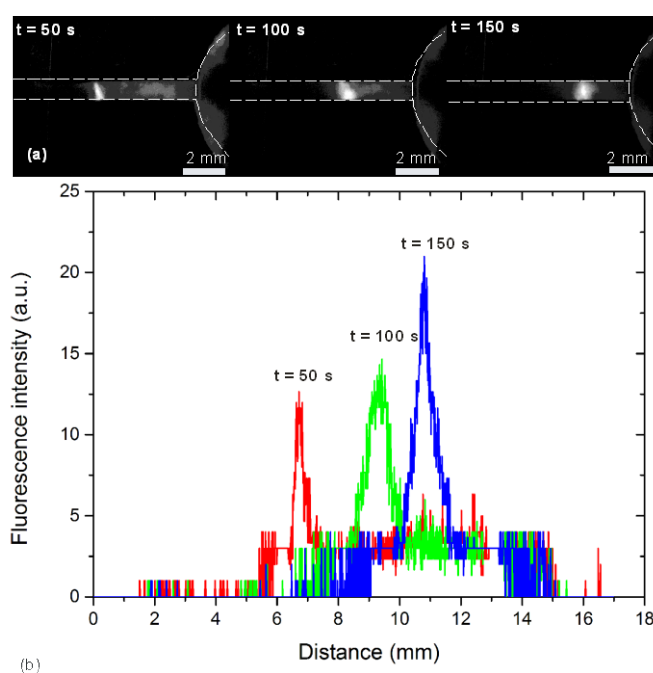 t = 50 s
t = 100 s
t = 150 s
(a)
2 mm
2 mm
2 mm
25
20
15
10
5
0
Fluorescence intensity (a.u.)
t = 150 s
t = 100 s
t = 50 s
0 2 4 6 8 10 12 14 16 18
Distance (mm)
(b)